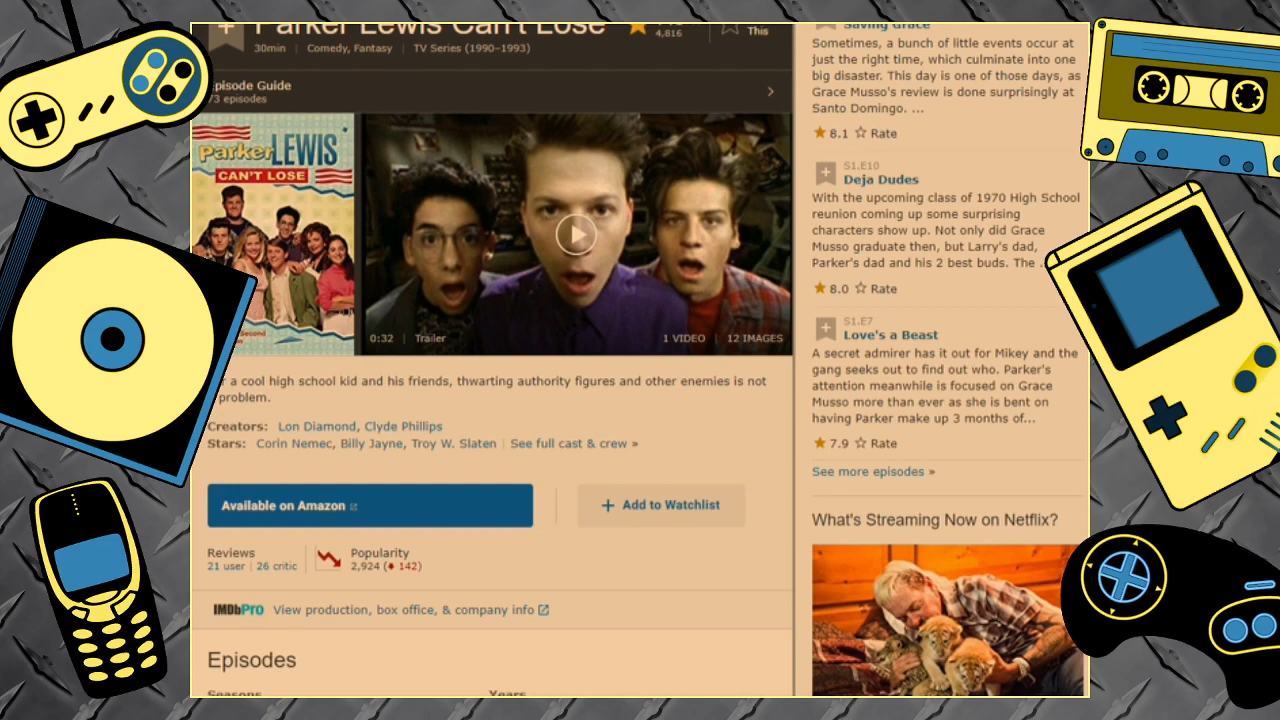 Parker Lewis Can't Lose
4,816
This
30min | Comedy, Fantasy | TV Series (1990–1993)
pisode Guide
73 episodes
Parker LEWIS
CAN'T LOSE
0:32 | Trailer
1 VIDEO | 12 IMAGES
r a cool high school kid and his friends, thwarting authority figures and other enemies is not
problem.
Creators: Lon Diamond, Clyde Phillips
Stars: Corin Nemec, Billy Jayne, Troy W. Slaten | See full cast & crew »
Available on Amazon
+ Add to Watchlist
Reviews
21 user | 26 critic
Popularity
2,924 (142)
IMDbPro View production, box office, & company info
Episodes
Seasons
Years
Saving Grace
Sometimes, a bunch of little events occur at
just the right time, which culminate into one
big disaster. This day is one of those days, as
Grace Musso's review is done surprisingly at
Santo Domingo. ...
8.1 Rate
S1.E10
Deja Dudes
With the upcoming class of 1970 High School
reunion coming up some surprising
characters show up. Not only did Grace
Musso graduate then, but Larry's dad,
Parker's dad and his 2 best buds. The .
8.0 Rate
S1.E7
Love's a Beast
A secret admirer has it out for Mikey and the
gang seeks out to find out who. Parker's
attention meanwhile is focused on Grace
Musso more than ever as she is bent on
having Parker make up 3 months of...
7.9 Rate
See more episodes »
What's Streaming Now on Netflix?